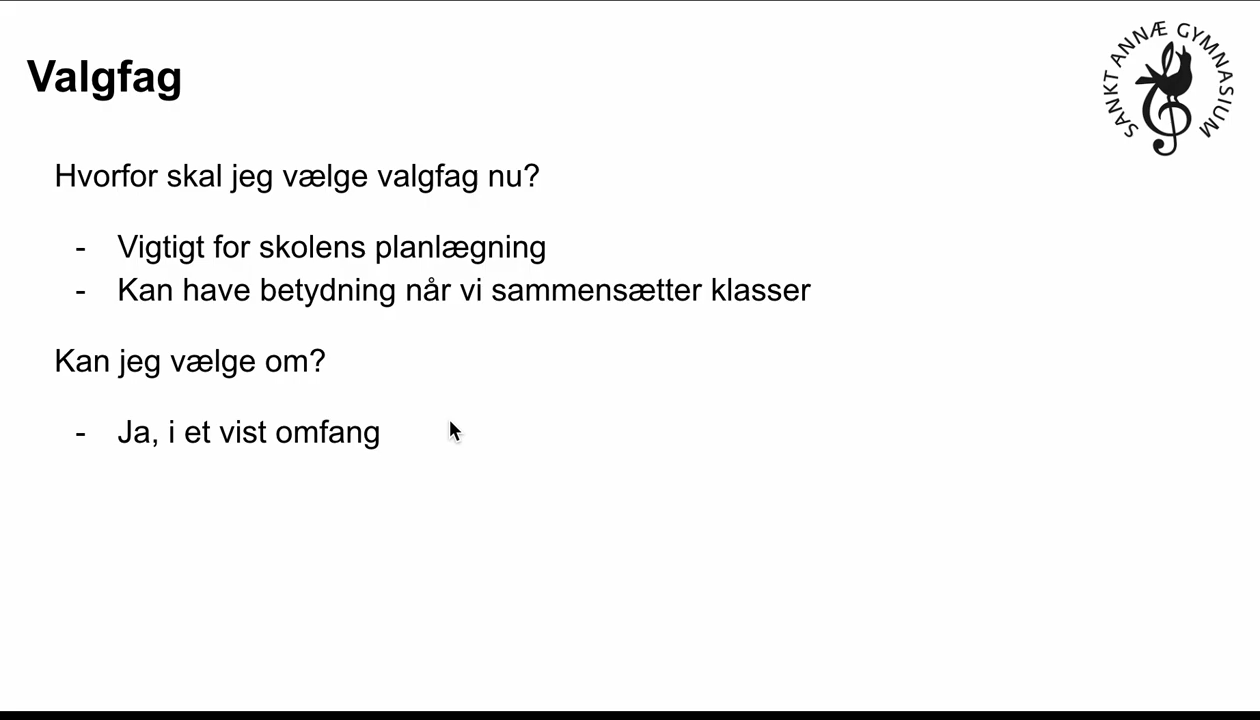 Valgfag
SANKT ANNÆ GYMNASIUM
Hvorfor skal jeg vælge valgfag nu?
- Vigtigt for skolens planlægning
- Kan have betydning når vi sammensætter klasser
Kan jeg vælge om?
- Ja, i et vist omfang